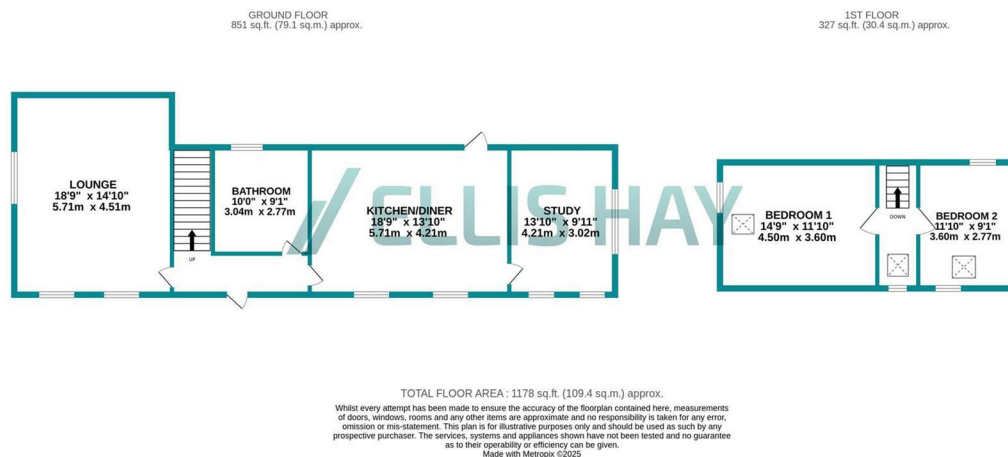 GROUND FLOOR
851 sq.ft. (79.1 sq.m.) approx.
1ST FLOOR
327 sq.ft. (30.4 sq.m.) approx.
LOUNGE
18'9" x 14'10"
5.71m x 4.51m
UP
BATHROOM
10'0" x 9'1"
3.04m x 2.77m
KITCHEN/DINER
18'9" x 13'10"
5.71m x 4.21m
STUDY
13'10" x 9'11"
4.21m x 3.02m
ELLIS HAY
BEDROOM 1
14'9" x 11'10"
4.50m x 3.60m
DOWN
BEDROOM 2
11'10" x 9'1"
3.60m x 2.77m
TOTAL FLOOR AREA : 1178 sq.ft. (109.4 sq.m.) approx.
Whilst every attempt has been made to ensure the accuracy of the floorplan contained here, measurements
of doors, windows, rooms and any other items are approximate and no responsibility is taken for any error,
omission or mis-statement. This plan is for illustrative purposes only and should be used as such by any
prospective purchaser. The services, systems and appliances shown have not been tested and no guarantee
as to their operability or efficiency can be given.
Made with Metropix ©2025